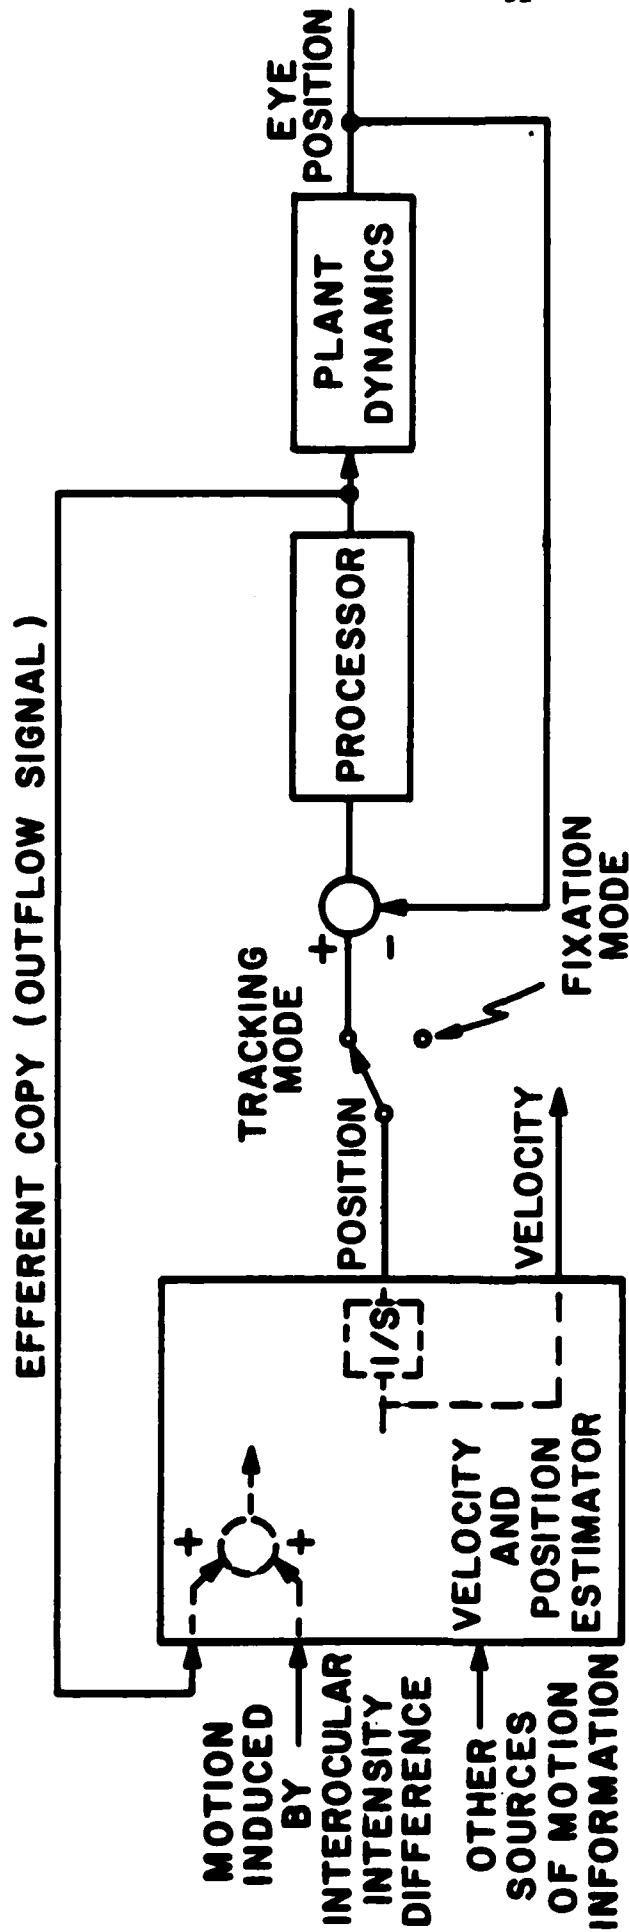 EFFERENT COPY (OUTFLOW SIGNAL)
MOTION
INDUCED
BY
INTEROCULAR
INTENSITY
DIFFERENCE
OTHER
SOURCES
OF MOTION
INFORMATION
+
+
VELOCITY
AND
POSITION
ESTIMATOR
1/S
POSITION
VELOCITY
TRACKING
MODE
FIXATION
MODE
+
-
PROCESSOR
PLANT
DYNAMICS
EYE
POSITION